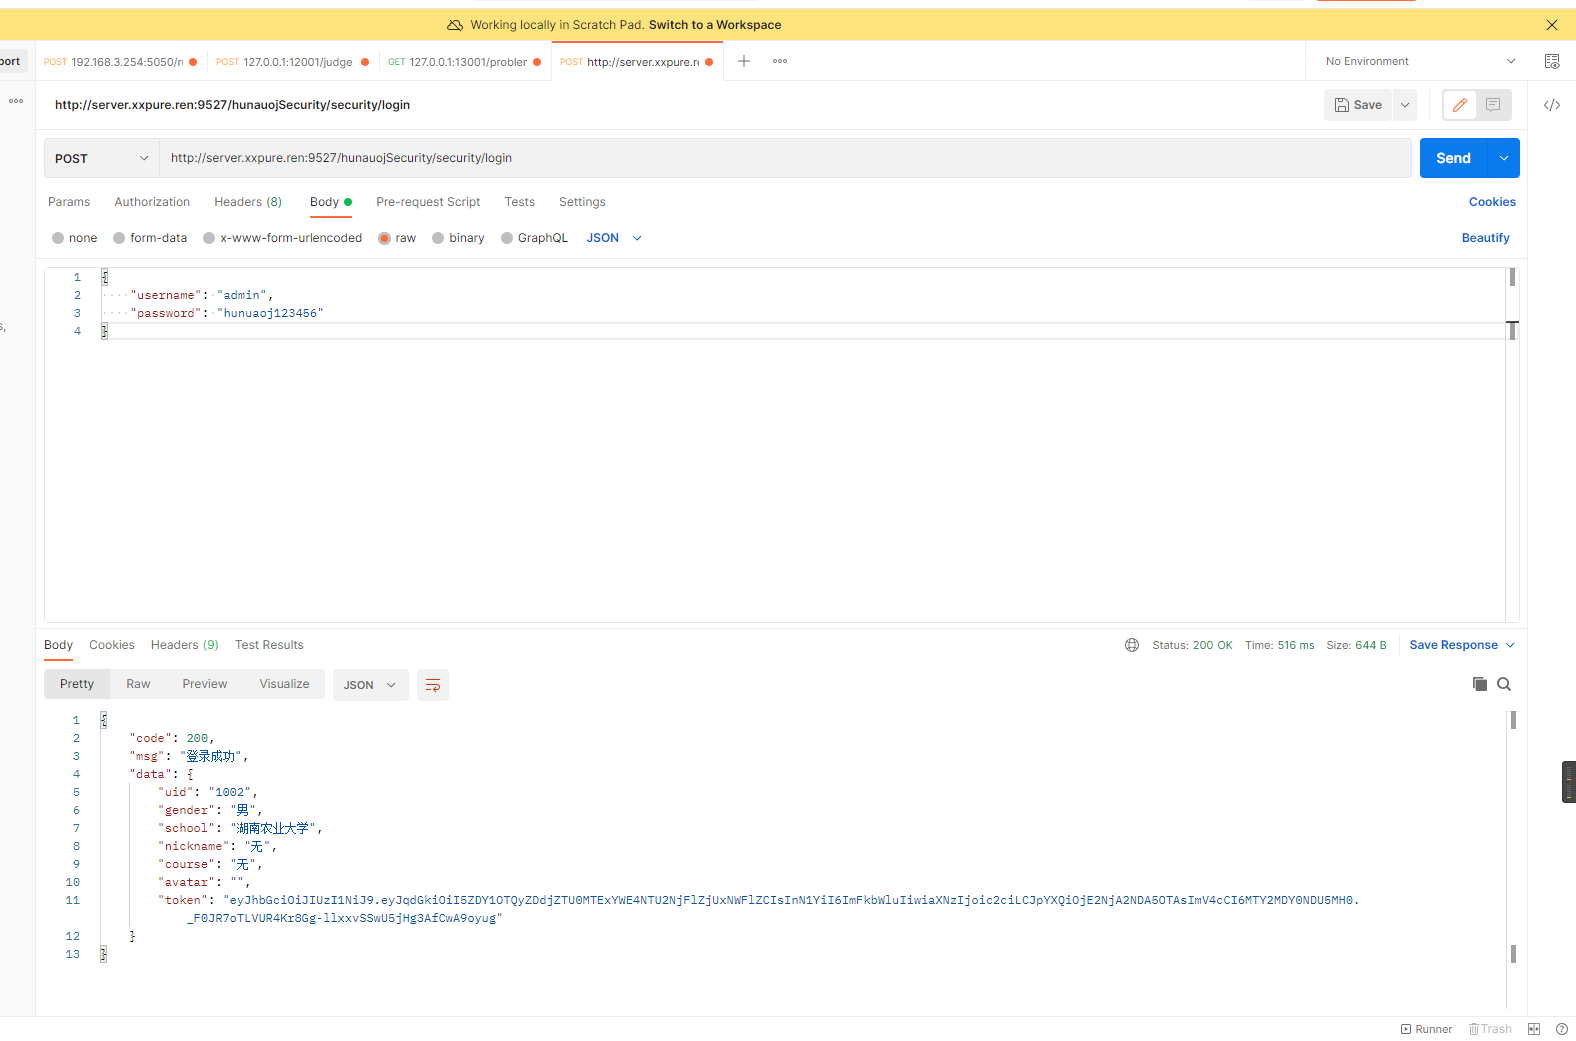 Working locally in Scratch Pad. Switch to a Workspace
port
POST 192.168.3.254:5050/r
POST 127.0.0.1:12001/judge
GET 127.0.0.1:13001/probler
POST http://server.xxpure.r
No Environment
http://server.xxpure.ren:9527/hunauojSecurity/security/login
Save
POST
http://server.xxpure.ren:9527/hunauojSecurity/security/login
Send
Params Authorization Headers (8) Body Pre-request Script Tests Settings Cookies
none form-data x-www-form-urlencoded raw binary GraphQL JSON Beautify
1 {
2 "username": "admin",
3 "password": "hunuaoj123456"
s,
4 }
Body Cookies Headers (9) Test Results Status: 200 OK Time: 516 ms Size: 644 B Save Response
Pretty Raw Preview Visualize JSON
1 {
2 "code": 200,
3 "msg": "登录成功",
4 "data": {
5 "uid": "1002",
6 "gender": "男",
7 "school": "湖南农业大学",
8 "nickname": "无",
9 "course": "无",
10 "avatar": "",
11 "token": "eyJhbGciOiJIUzI1NiJ9.eyJqdGkiOiI5ZDY1OTQyZDdjZTU0MTExYWE4NTU2NjFlZjUxNWFlZCIsInN1YiI6ImFkbWluIiwiaXNzIjoic2ciLCJpYXQiOjE2NjA2NDA5OTAsImV4cCI6MTY2MDY0NDU5MH0.
_F0JR7oTLVUR4Kr8Gg-llxxvSSwU5jHg3AfCwA9oyug"
12 }
13 }
Runner Trash